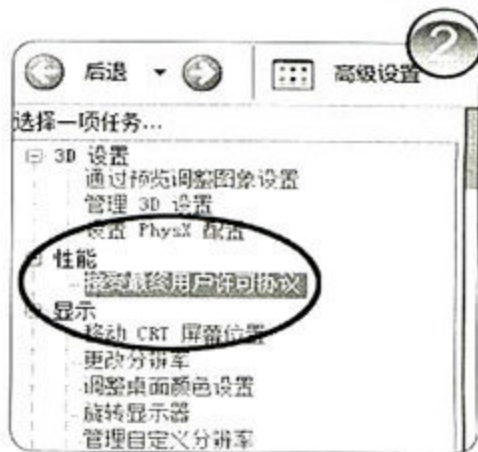 2
后退 高级设置
选择一项任务...
3D 设置
通过预览调整图象设置
管理 3D 设置
设置 PhysX 配置
性能
接受最终用户许可协议
显示
移动 CRT 屏幕位置
更改分辨率
调整桌面颜色设置
旋转显示器
管理自定义分辨率